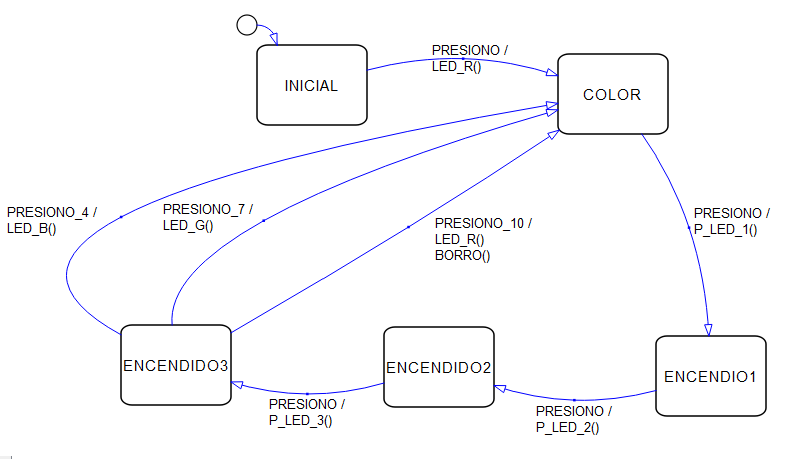 PRESIONO /
LED_R()
INICIAL
COLOR
PRESIONO_4 /
LED_B()
PRESIONO_7 /
LED_G()
PRESIONO_10 /
LED_R()
BORRO()
PRESIONO /
P_LED_1()
ENCENDIDO3
ENCENDIDO2
ENCENDIO1
PRESIONO /
P_LED_3()
PRESIONO /
P_LED_2()